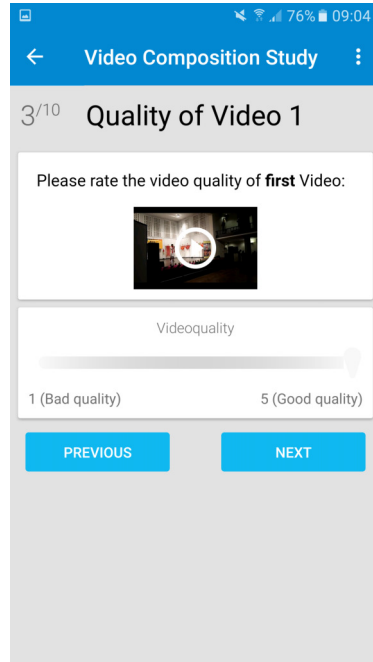 76% 09:04
Video Composition Study
3/10 Quality of Video 1
Please rate the video quality of first Video:
Videoquality
1 (Bad quality) 5 (Good quality)
PREVIOUS NEXT